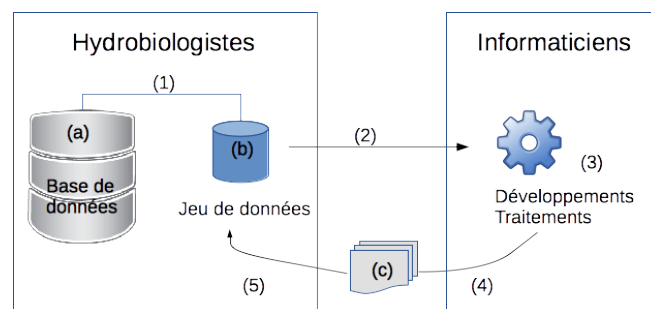 Hydrobiologistes
Informaticiens
(1)
(a)
(b)
(2)
(3)
Base de
données
Jeu de données
Développements
Traitements
(c)
(5)
(4)